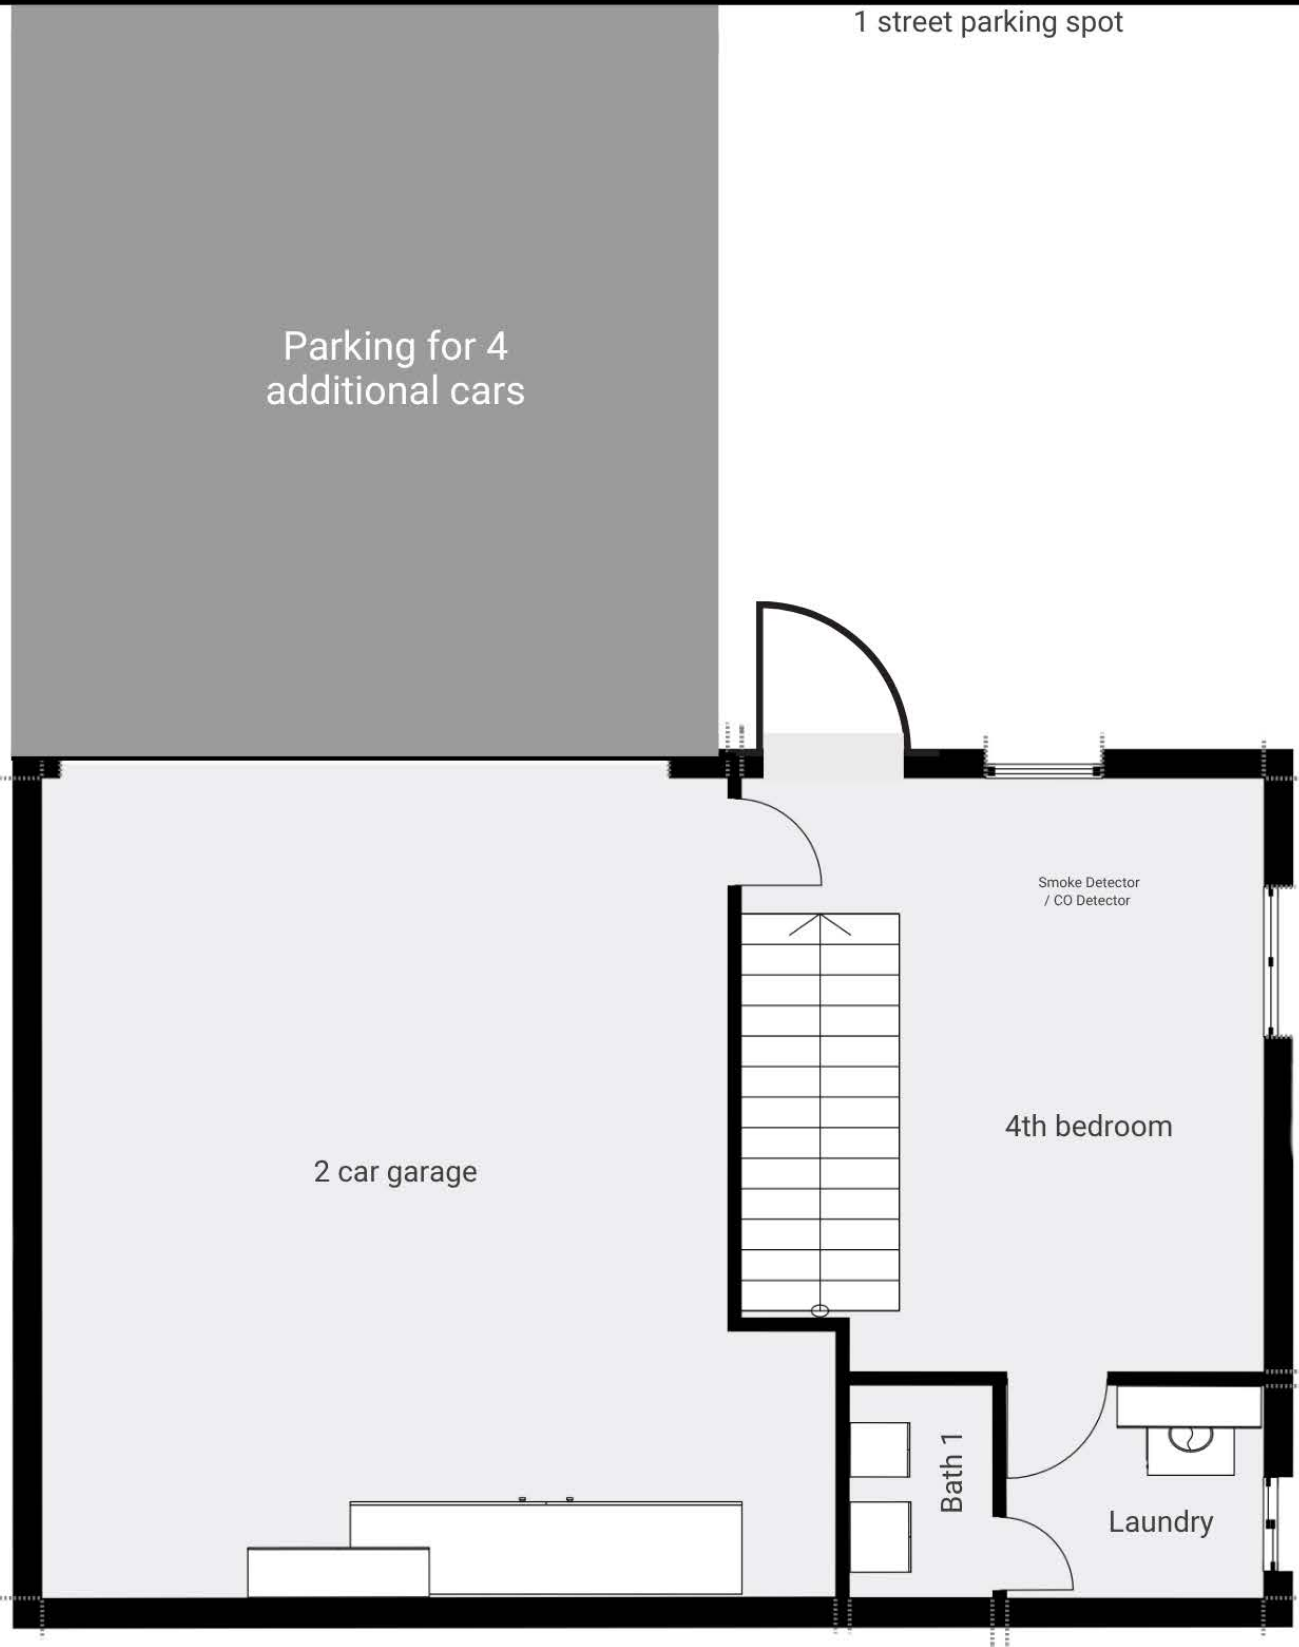 1 street parking spot
Parking for 4
additional cars
Smoke Detector
/ CO Detector
4th bedroom
2 car garage
Bath 1
Laundry